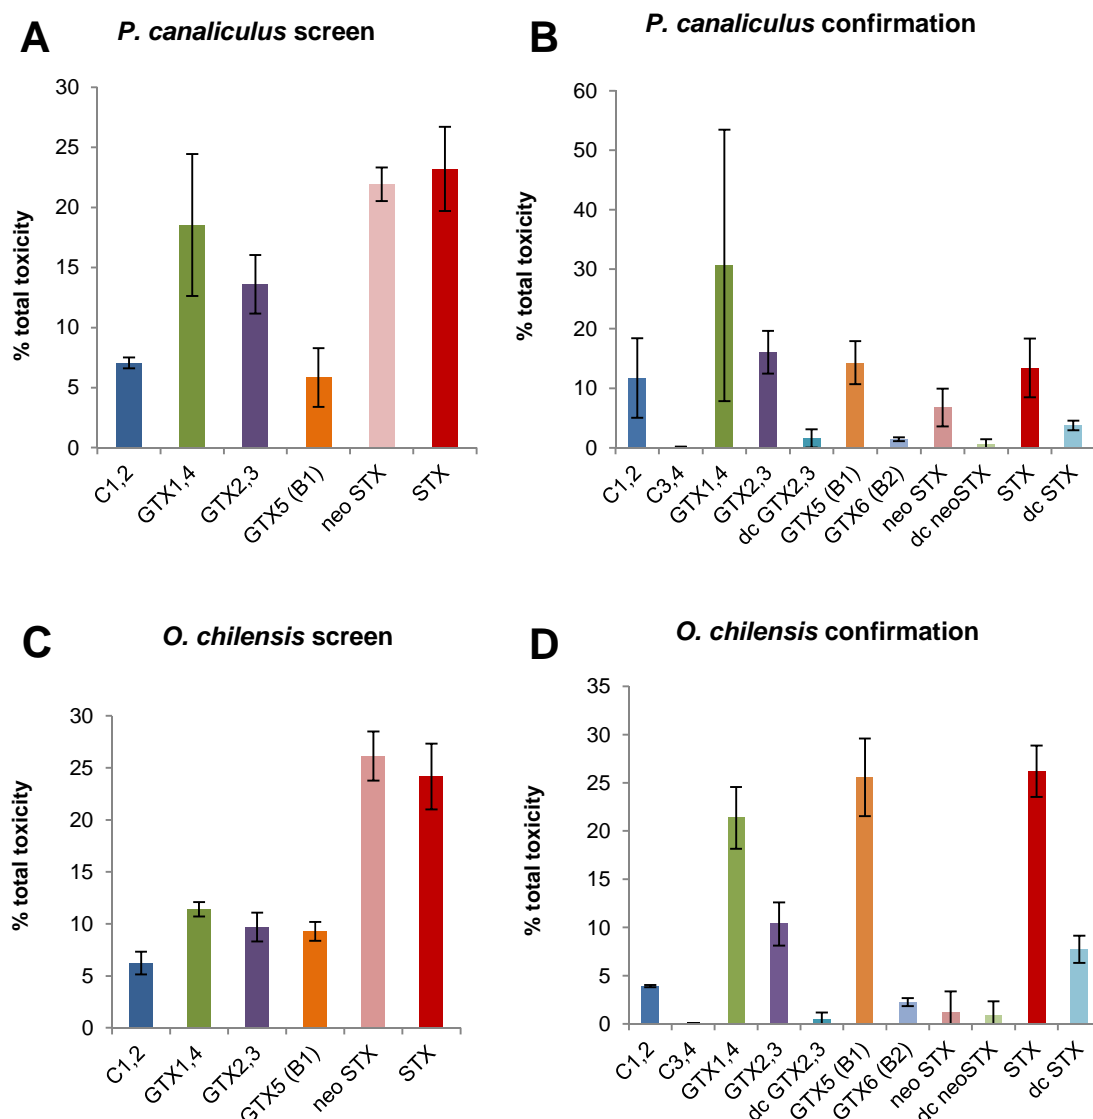 A
P. canaliculus screen
% total toxicity
30
25
20
15
10
5
0
C1,2
GTX1,4
GTX2,3
GTX5 (B1)
neo STX
STX
B
P. canaliculus confirmation
% total toxicity
60
50
40
30
20
10
0
C1,2
C3,4
GTX1,4
GTX2,3
dc GTX2,3
GTX5 (B1)
GTX6 (B2)
neo STX
dc neoSTX
STX
dc STX
C
O. chilensis screen
% total toxicity
30
25
20
15
10
5
0
C1,2
GTX1,4
GTX2,3
GTX5 (B1)
neo STX
STX
D
O. chilensis confirmation
% total toxicity
35
30
25
20
15
10
5
0
C1,2
C3,4
GTX1,4
GTX2,3
dc GTX2,3
GTX5 (B1)
GTX6 (B2)
neo STX
dc neoSTX
STX
dc STX